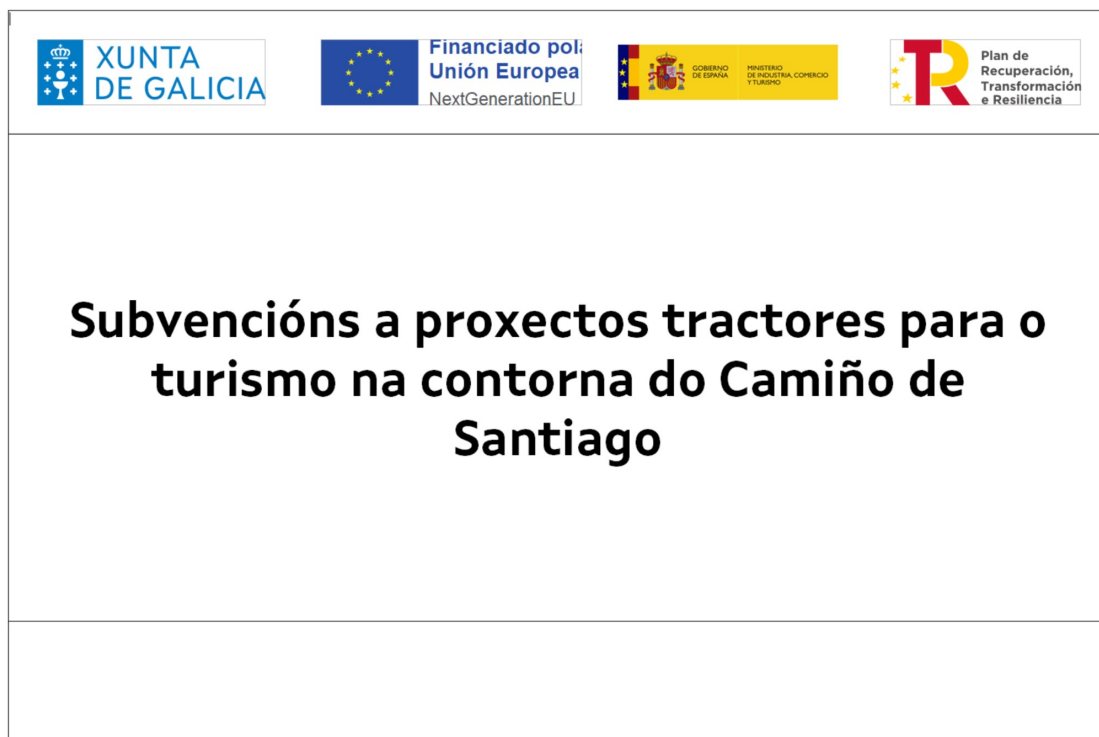 XUNTA
DE GALICIA
Financiado pola
Unión Europea
NextGenerationEU
GOBIERNO
DE ESPAÑA
MINISTERIO
DE INDUSTRIA, COMERCIO
Y TURISMO
Plan de
Recuperación,
Transformación
e Resiliencia
Subvencións a proxectos tractores para o
turismo na contorna do Camiño de
Santiago